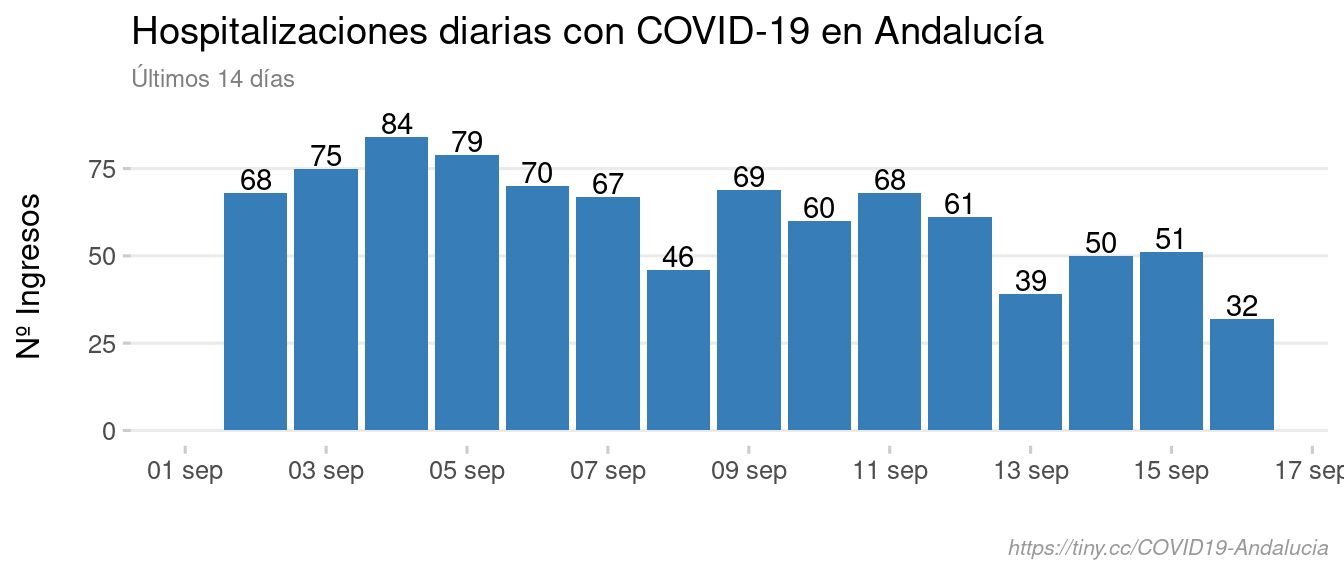 Hospitalizaciones diarias con COVID-19 en Andalucía
Últimos 14 días
Nº Ingresos
75
50
25
0
68
75
84
79
70
67
46
69
60
68
61
39
50
51
32
01 sep
03 sep
05 sep
07 sep
09 sep
11 sep
13 sep
15 sep
17 sep
https://tiny.cc/COVID19-Andalucia